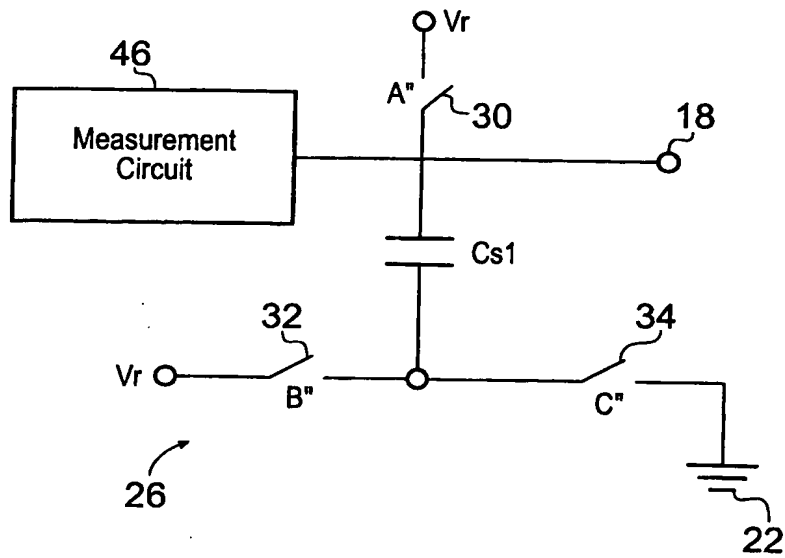 Vr
46
A"
30
18
Measurement
Circuit
Cs1
32
34
Vr
B"
C"
26
22